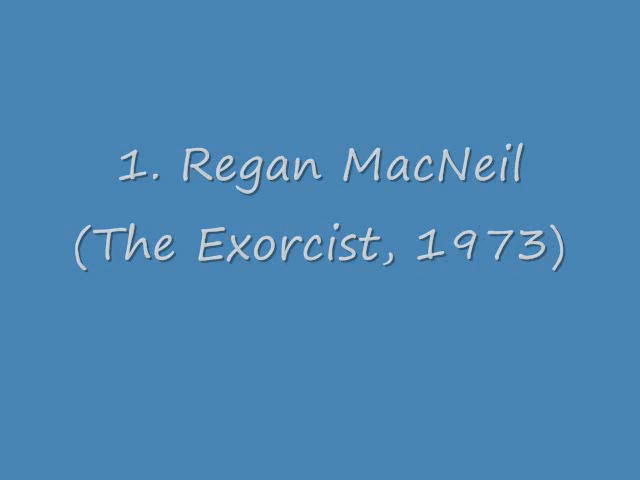 1. Regan MacNeil
(The Exorcist, 1973)